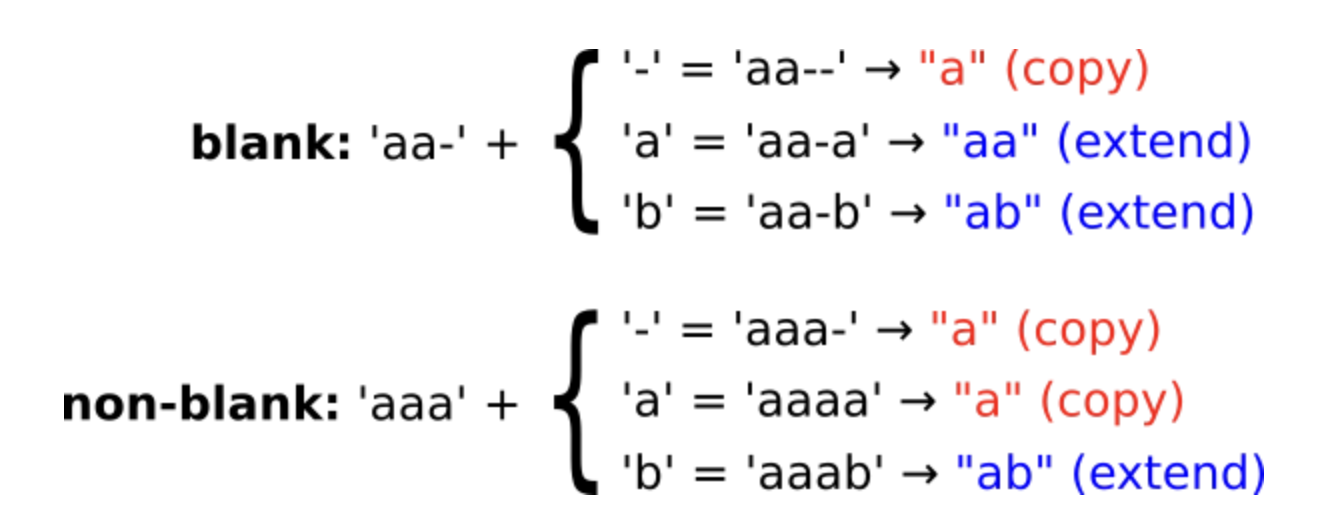 '-' = 'aa--' → "a" (copy)
blank: 'aa-' + 'a' = 'aa-a' → "aa" (extend)
'b' = 'aa-b' → "ab" (extend)
'-' = 'aaa-' → "a" (copy)
non-blank: 'aaa' + 'a' = 'aaaa' → "a" (copy)
'b' = 'aaab' → "ab" (extend)